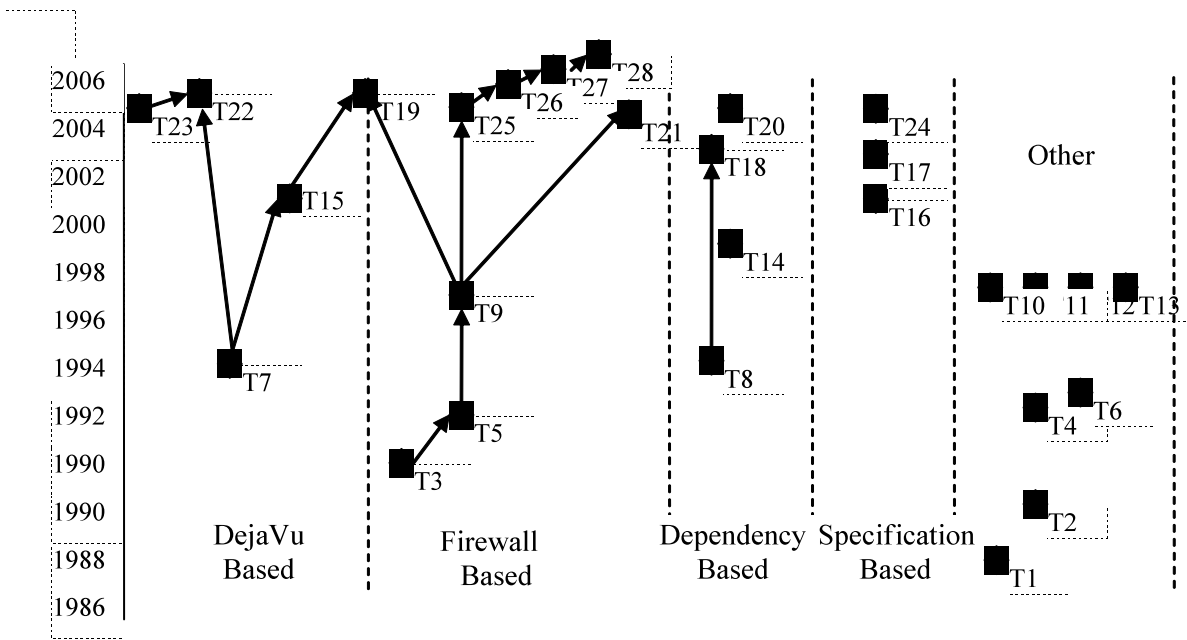 2006
2004
2002
2000
1998
1996
1994
1992
1990
1990
1988
1986
T28
T27
T26
T22
T19
T23
T25
T21
T20
T24
T18
T17
Other
T15
T16
T14
T9
T10
11
12
T13
T7
T8
T6
T5
T4
T3
T2
T1
DejaVu
Based
Firewall
Based
Dependency
Based
Specification
Based